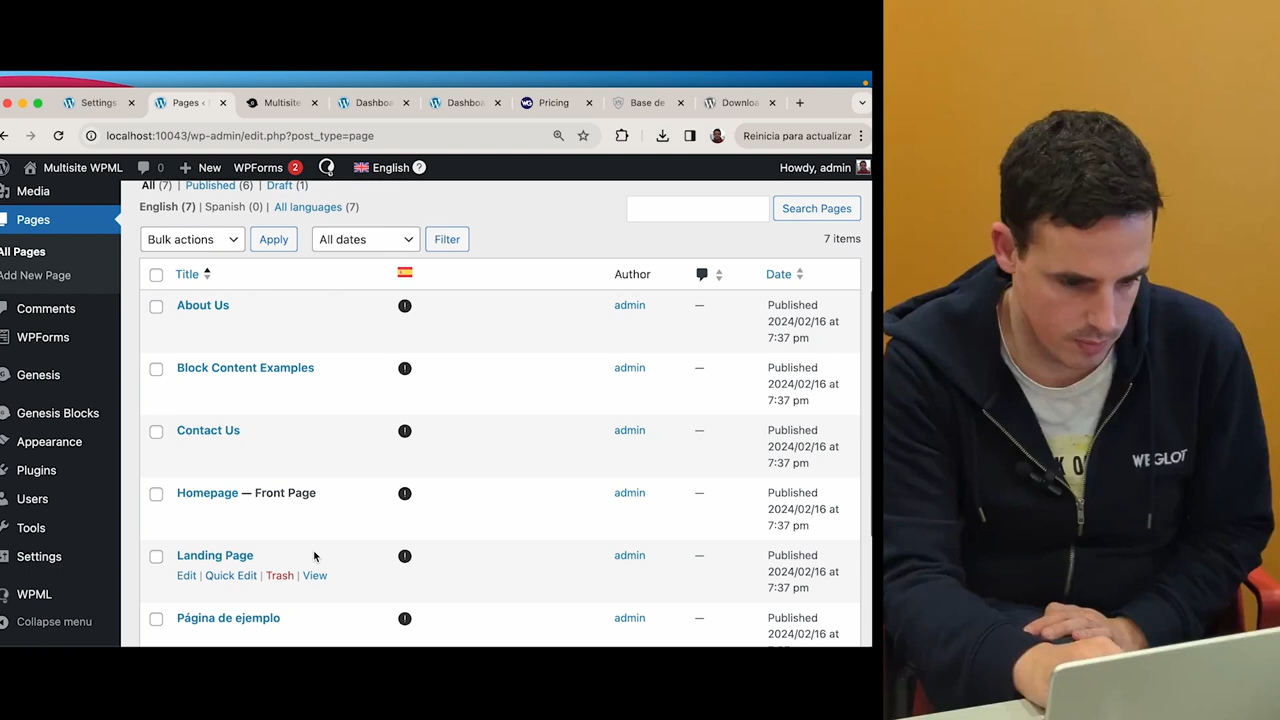 Settings
Pages
Multisite
Dashbo
Dashbo
Pricing
Base de
Downlo
localhost:10043/wp-admin/edit.php?post_type=page
Reinicia para actualizar
Multisite WPML
0
New
WPForms 2
English
Howdy, admin
Media
Pages
All Pages
Add New Page
Comments
WPForms
Genesis
Genesis Blocks
Appearance
Plugins
Users
Tools
Settings
WPML
Collapse menu
All (7) | Published (6) | Draft (1)
English (7) | Spanish (0) | All languages (7)
Search Pages
Bulk actions
Apply
All dates
Filter
7 items
Title
Author
Date
About Us
admin
—
Published
2024/02/16 at
7:37 pm
Block Content Examples
admin
—
Published
2024/02/16 at
7:37 pm
Contact Us
admin
—
Published
2024/02/16 at
7:37 pm
Homepage — Front Page
admin
—
Published
2024/02/16 at
7:37 pm
Landing Page
Edit | Quick Edit | Trash | View
admin
—
Published
2024/02/16 at
7:37 pm
Página de ejemplo
admin
—
Published
2024/02/16 at
WEGLOT